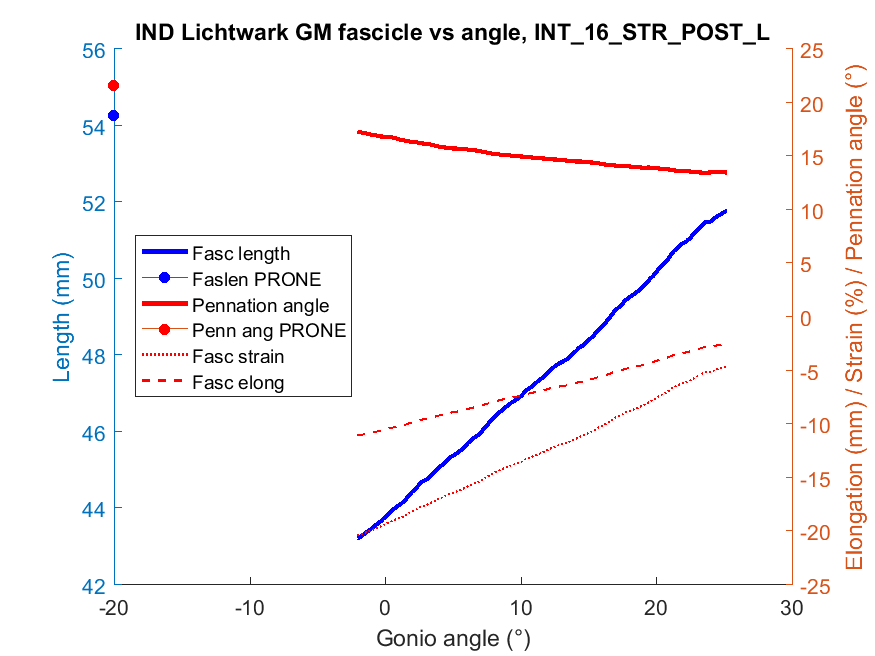 IND Lichtwark GM fascicle vs angle, INT_16_STR_POST_L
56
54
52
50
48
46
44
42
Length (mm)
Fasc length
Faslen PRONE
Pennation angle
Penn ang PRONE
Fasc strain
Fasc elong
25
20
15
10
5
0
-5
-10
-15
-20
-25
Elongation (mm) / Strain (%) / Pennation angle (°)
-20
-10
0
10
20
30
Gonio angle (°)